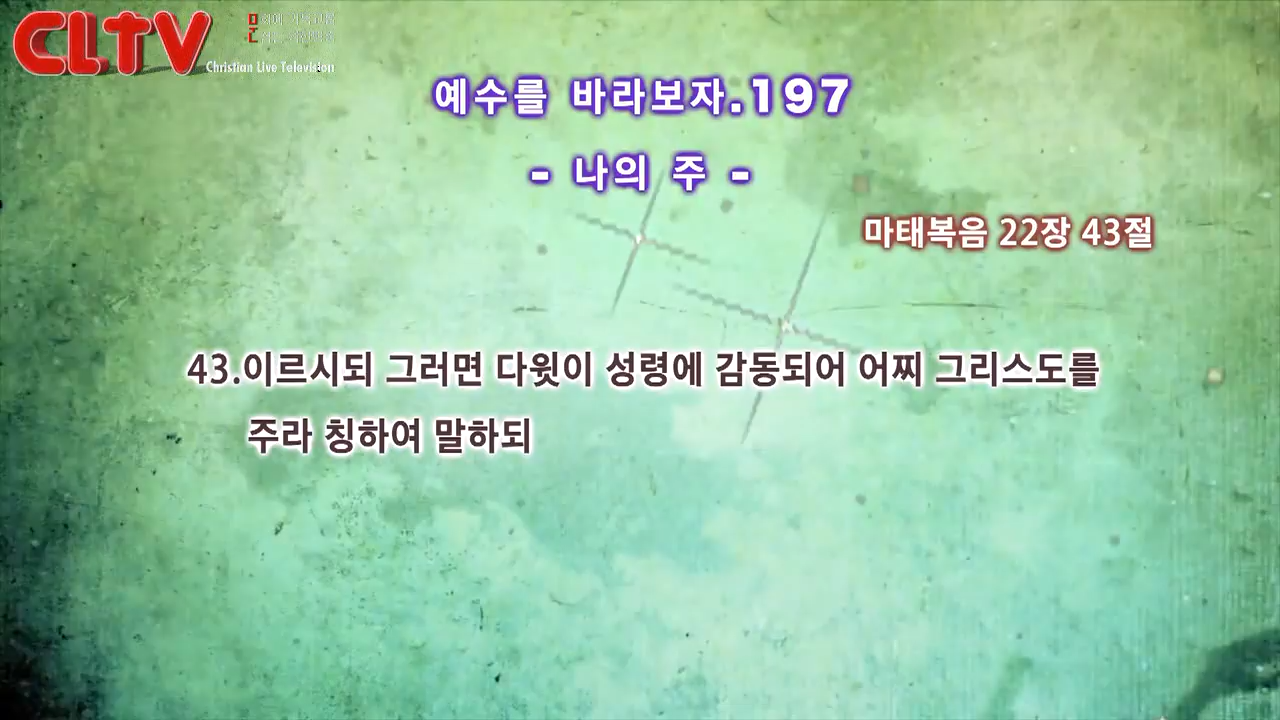 CLTV
Christian Live Television
예수를 바라보자.197
- 나의 주 -
마태복음 22장 43절
43.이르시되 그러면 다윗이 성령에 감동되어 어찌 그리스도를
주라 칭하여 말하되